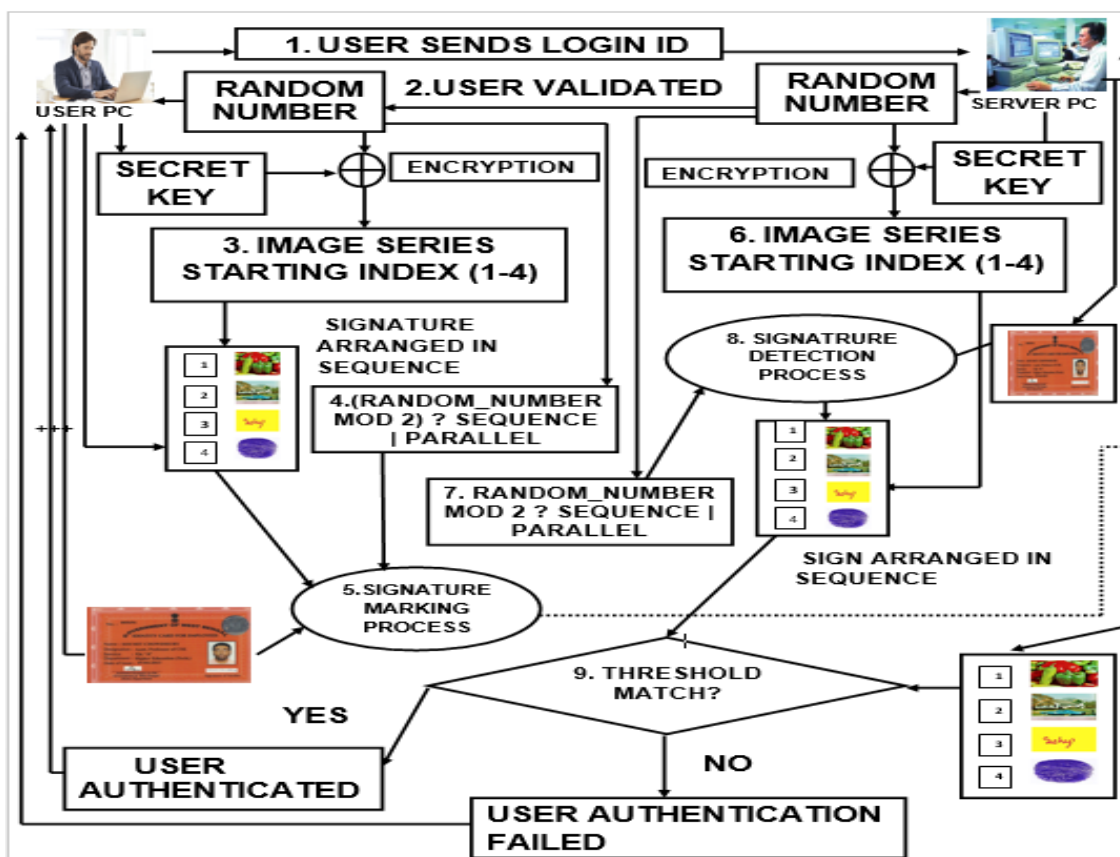 1. USER SENDS LOGIN ID
USER PC
RANDOM
NUMBER
2.USER VALIDATED
RANDOM
NUMBER
SERVER PC
SECRET
KEY
ENCRYPTION
ENCRYPTION
SECRET
KEY
3. IMAGE SERIES
STARTING INDEX (1-4)
6. IMAGE SERIES
STARTING INDEX (1-4)
SIGNATURE
ARRANGED IN
SEQUENCE
1
2
3
4
4.(RANDOM_NUMBER
MOD 2) ? SEQUENCE
| PARALLEL
8. SIGNATRURE
DETECTION
PROCESS
1
2
3
4
7. RANDOM_NUMBER
MOD 2 ? SEQUENCE |
PARALLEL
SIGN ARRANGED IN
SEQUENCE
5.SIGNATURE
MARKING
PROCESS
9. THRESHOLD
MATCH?
1
2
3
4
YES
USER
AUTHENTICATED
NO
USER AUTHENTICATION
FAILED